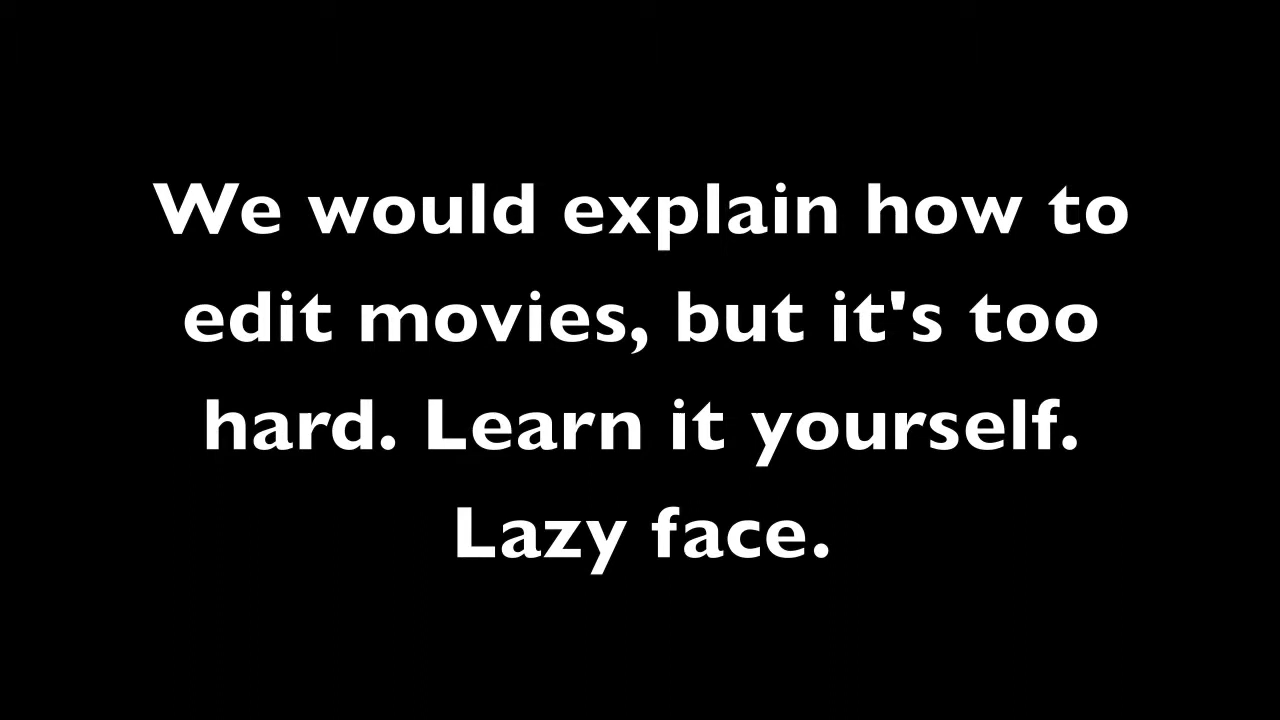 We would explain how to
edit movies, but it's too
hard. Learn it yourself.
Lazy face.